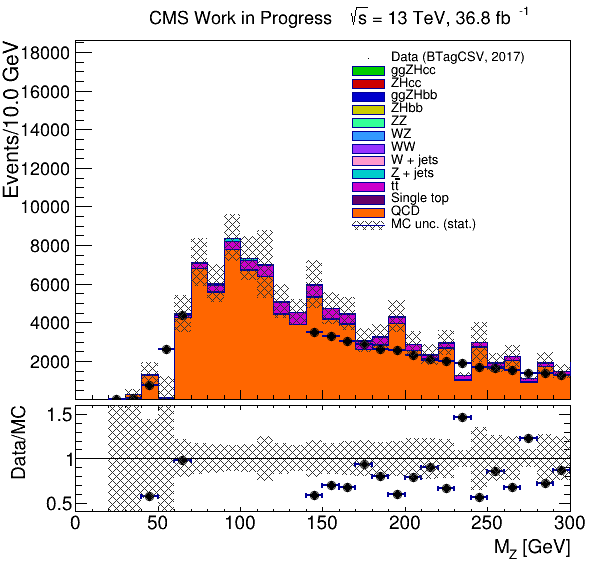 CMS Work in Progress √s = 13 TeV, 36.8 fb⁻¹
Events/10.0 GeV
18000
16000
14000
12000
10000
8000
6000
4000
2000
Data (BTagCSV, 2017)
ggZHcc
ZHcc
ggZHbb
ZHbb
ZZ
WZ
WW
W + jets
Z + jets
tt̅
Single top
QCD
MC unc. (stat.)
Data/MC
1.5
1
0.5
0 50 100 150 200 250 300
M_Z [GeV]